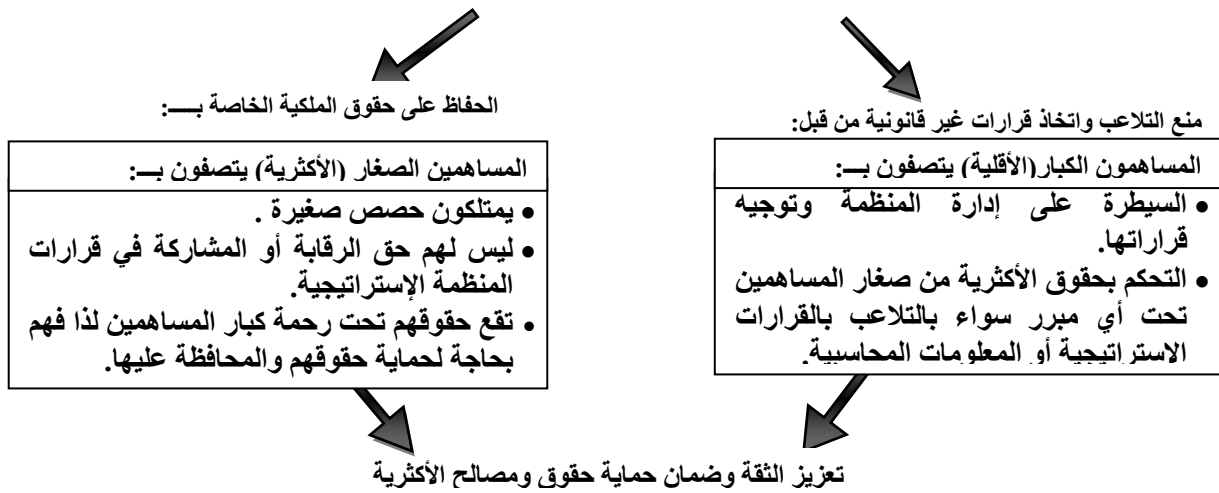 منع التلاعب واتخاذ قرارات غير قانونية من قبل:
المساهمون الكبار(الأقلية) يتصفون بـــ:
• السيطرة على إدارة المنظمة وتوجيه
قراراتها.
• التحكم بحقوق الأكثرية من صغار المساهمين
تحت أي مبرر سواء بالتلاعب بالقرارات
الاستراتيجية أو المعلومات المحاسبية.
الحفاظ على حقوق الملكية الخاصة بـــــ:
المساهمين الصغار (الأكثرية) يتصفون بـــ:
• يمتلكون حصص صغيرة .
• ليس لهم حق الرقابة أو المشاركة في قرارات
المنظمة الإستراتيجية.
• تقع حقوقهم تحت رحمة كبار المساهمين لذا فهم
بحاجة لحماية حقوقهم والمحافظة عليها.
تعزيز الثقة وضمان حماية حقوق ومصالح الأكثرية